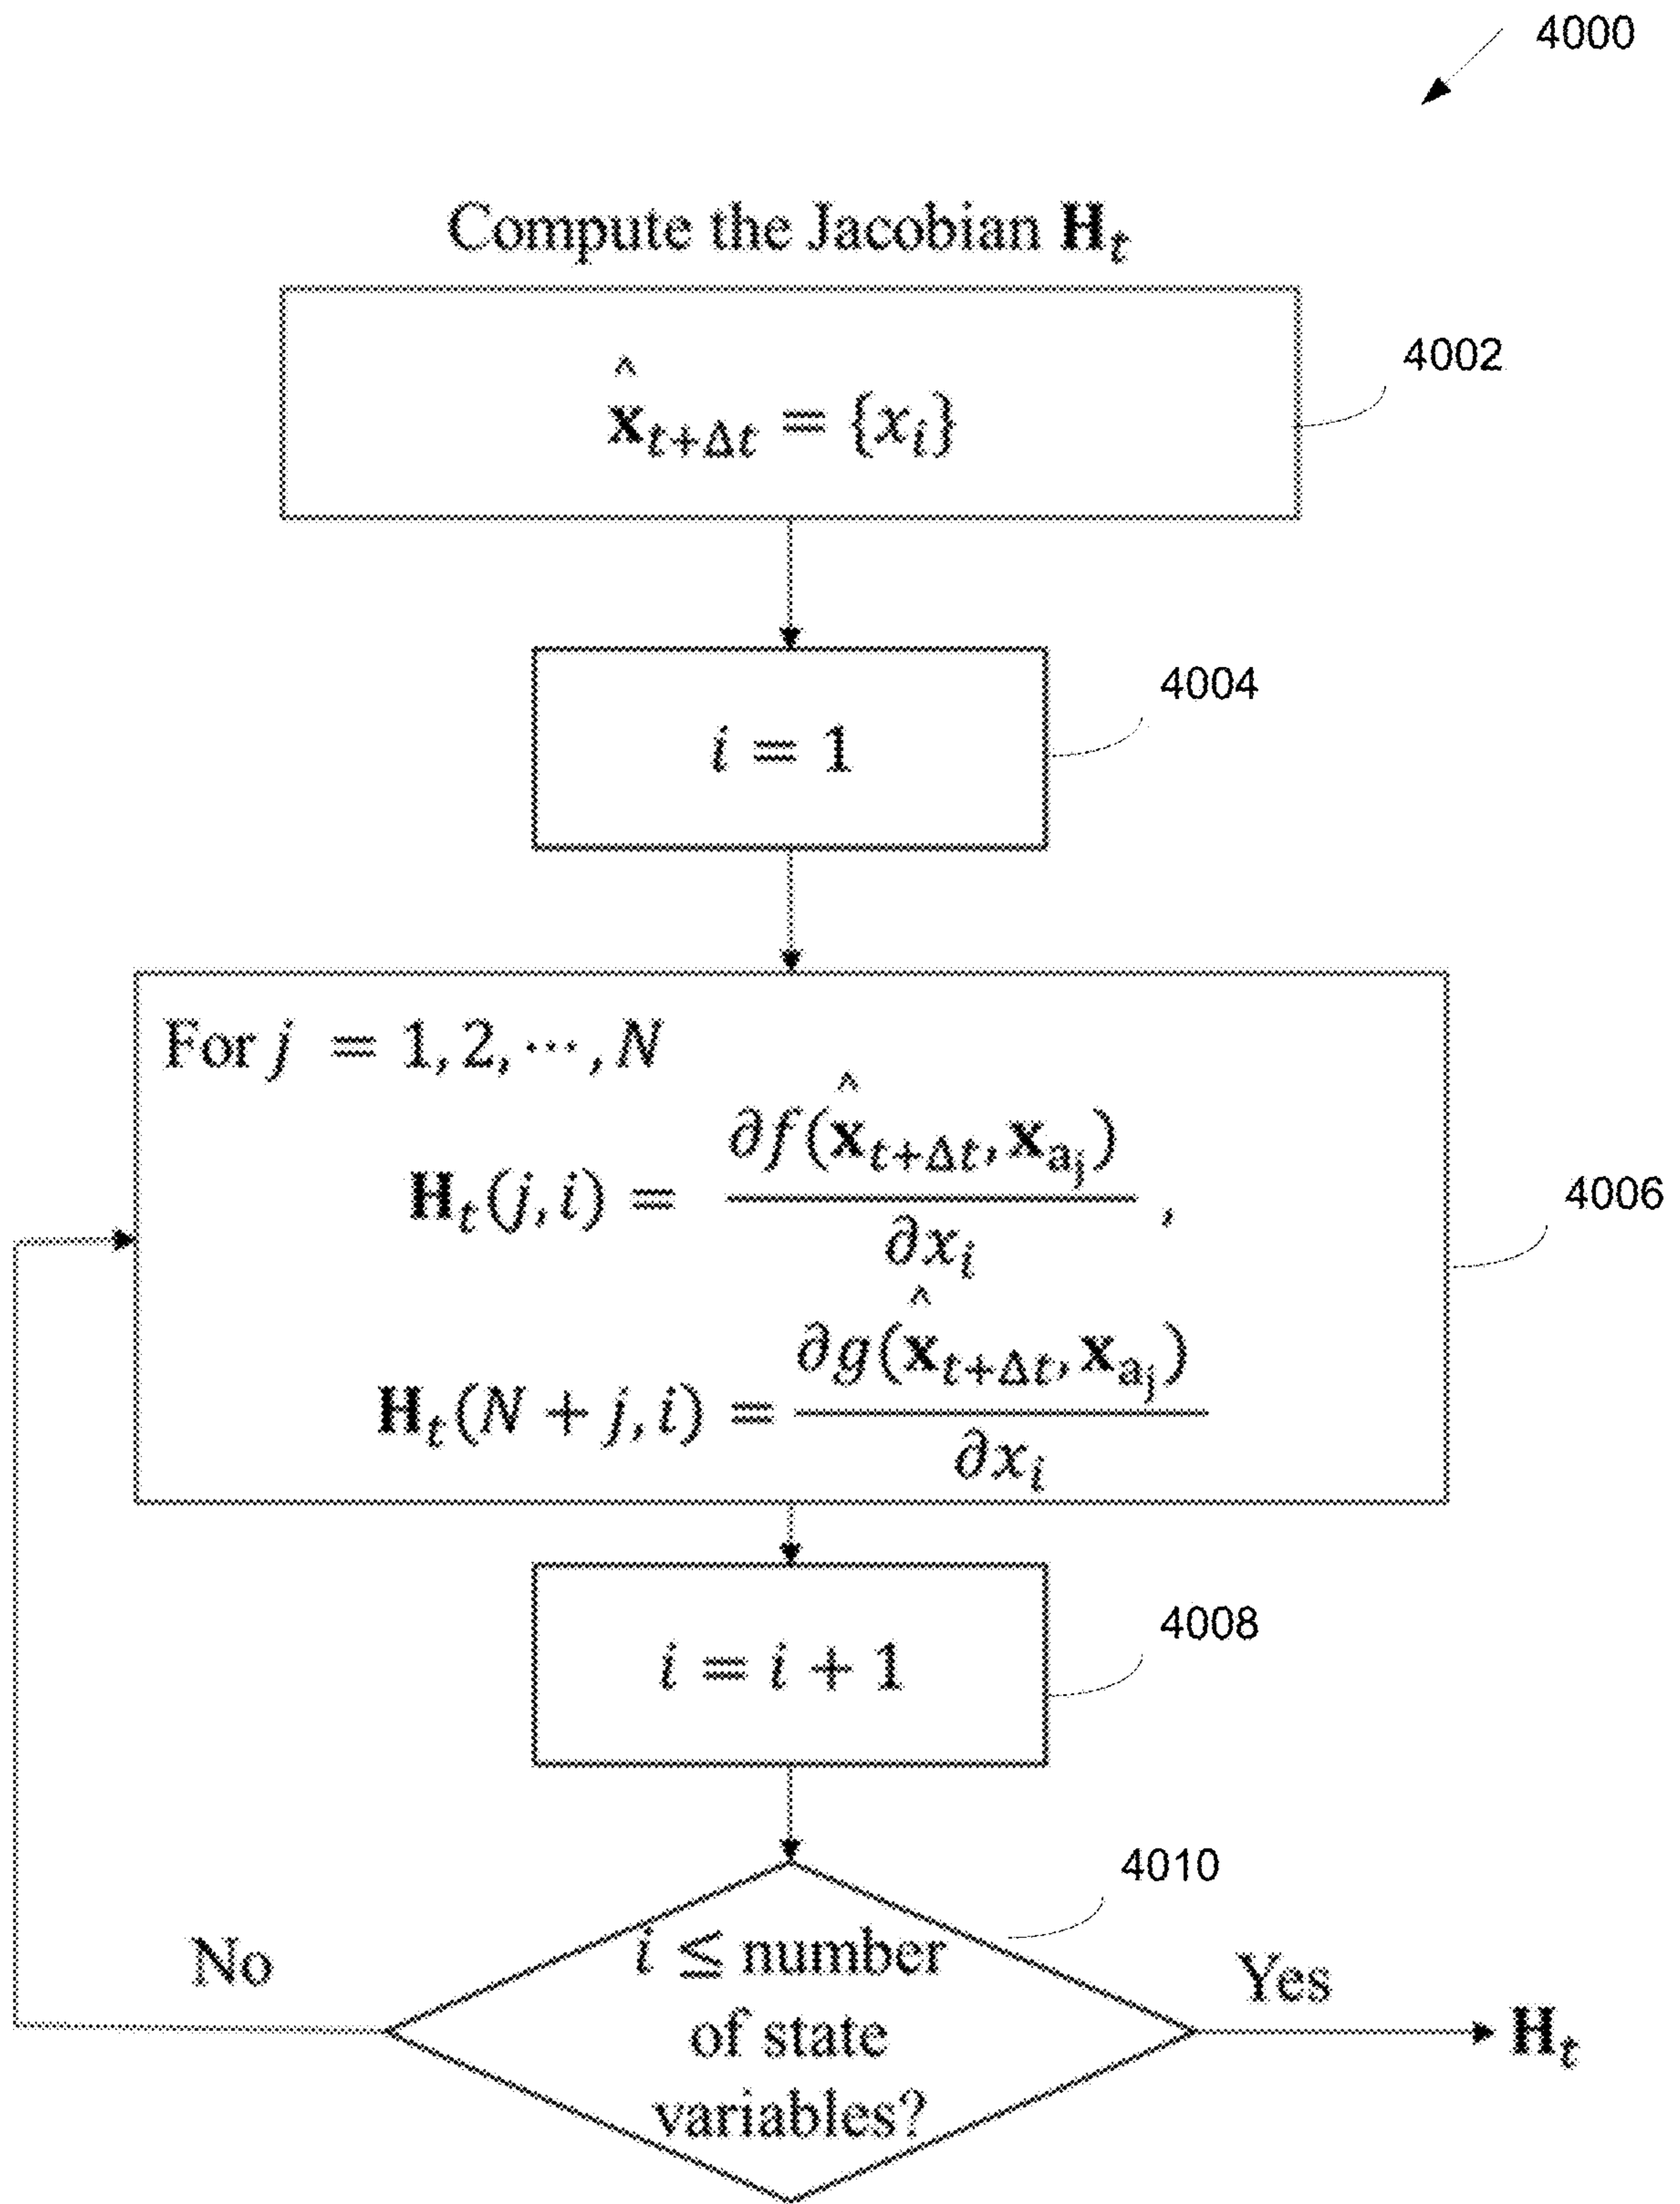 4000
Compute the Jacobian 𝐇ₜ
x̂_{t+Δt} = {x_i}
4002
i = 1
4004
For j = 1, 2, ⋯, N
𝐇_t(j, i) = ∂f(x̂_{t+Δt}, x_{a_j}) / ∂x_i ,
4006
𝐇_t(N + j, i) = ∂g(x̂_{t+Δt}, x_{a_j}) / ∂x_i
i = i + 1
4008
4010
i ≤ number
of state
variables?
No
Yes
𝐇_t